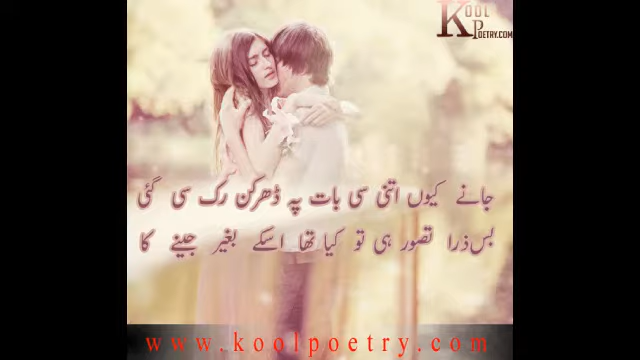 KOOL
POETRY.COM
جانے کیوں اتنی سی بات پہ دھڑکن رک سی گئی
بس ذرا تصور ہی تو کیا تھا اسکے بغیر جینے کا
www.koolpoetry.com